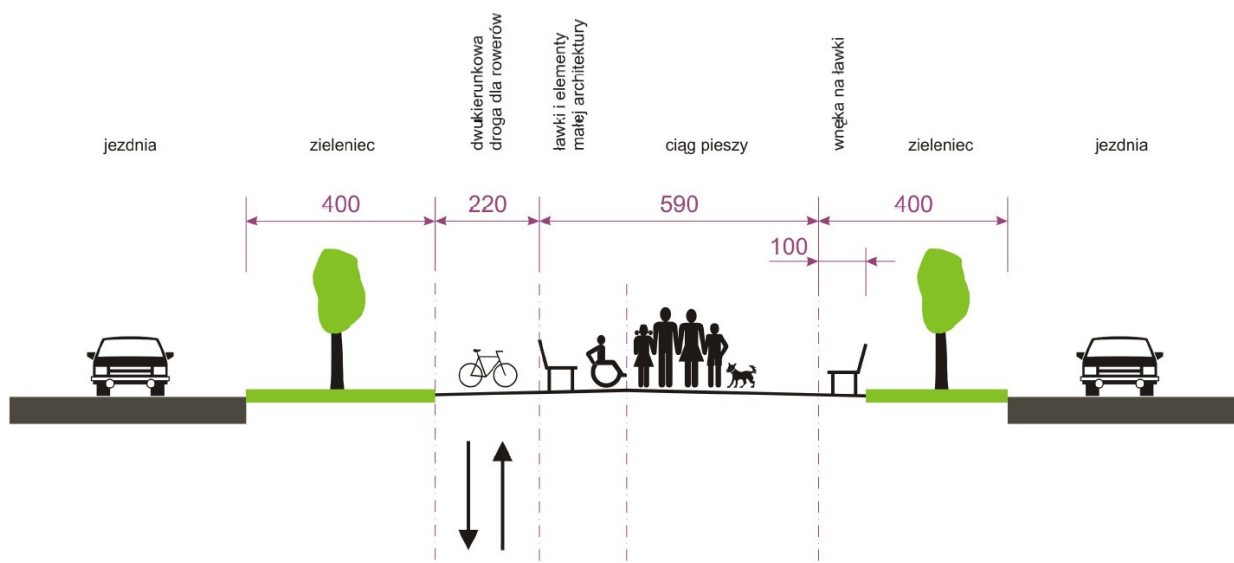 jezdnia
zieleniec
dwukierunkowa
droga dla rowerów
ławki i elementy
małej architektury
ciąg pieszy
wnęka na ławki
zieleniec
jezdnia
400
220
590
400
100